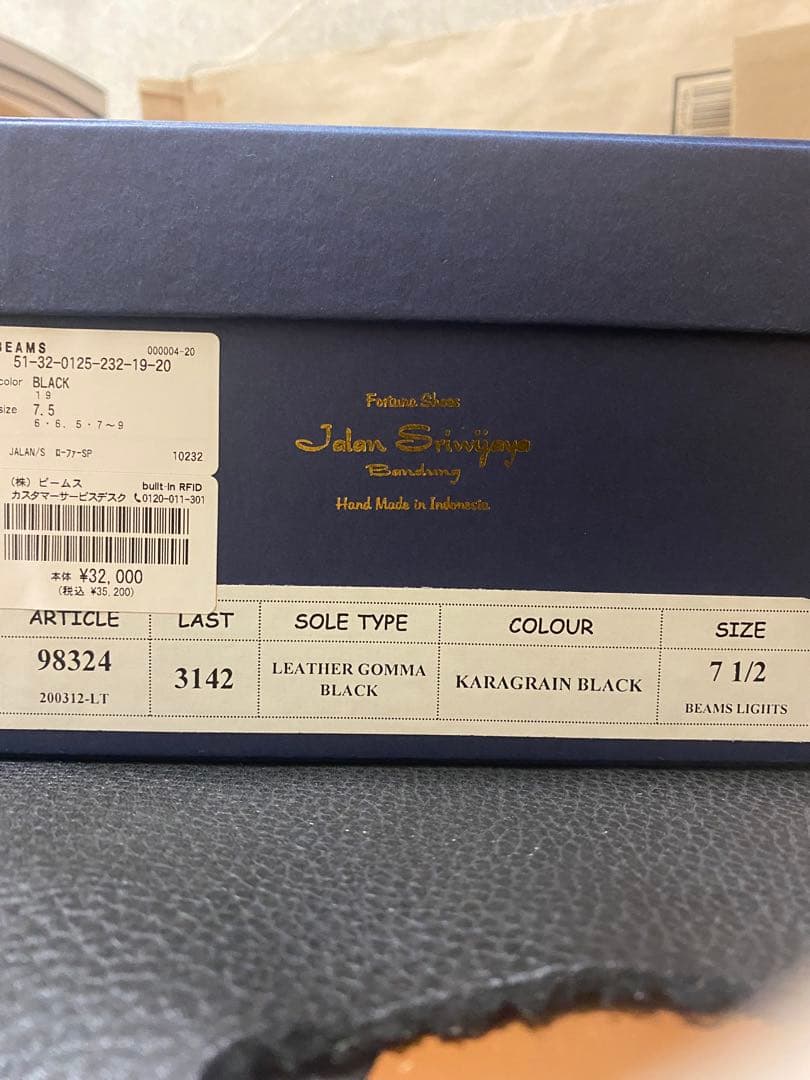 BEAMS
000004-20
51-32-0125-232-19-20
color BLACK
19
size 7.5
6・6.5・7～9
JALAN/S ローファーSP 10232
(株) ビームス built-in RFID
カスタマーサービスデスク 0120-011-301
本体 ¥32,000
(税込 ¥35,200)
Fortuna Shoes
Jalan Sriwijaya
Bandung
Hand Made in Indonesia
ARTICLE LAST SOLE TYPE COLOUR SIZE
98324 3142 LEATHER GOMMA BLACK KARAGRAIN BLACK 7 1/2
200312-LT BEAMS LIGHTS